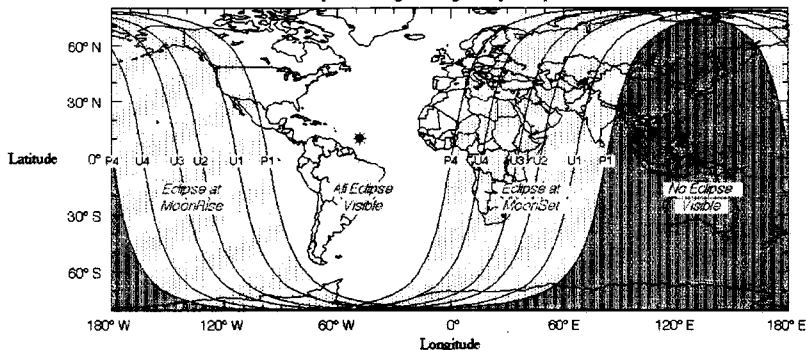 60° N
30° N
Latitude 0°
30° S
60° S
P4 U4 U3 U2 U1 P1
P4 U4 U3 U2 U1 P1
Eclipse at
MoonRise
All Eclipse
Visible
Eclipse at
MoonSet
No Eclipse
Visible
180° W 120° W 60° W 0° 60° E 120° E 180° E
Longitude